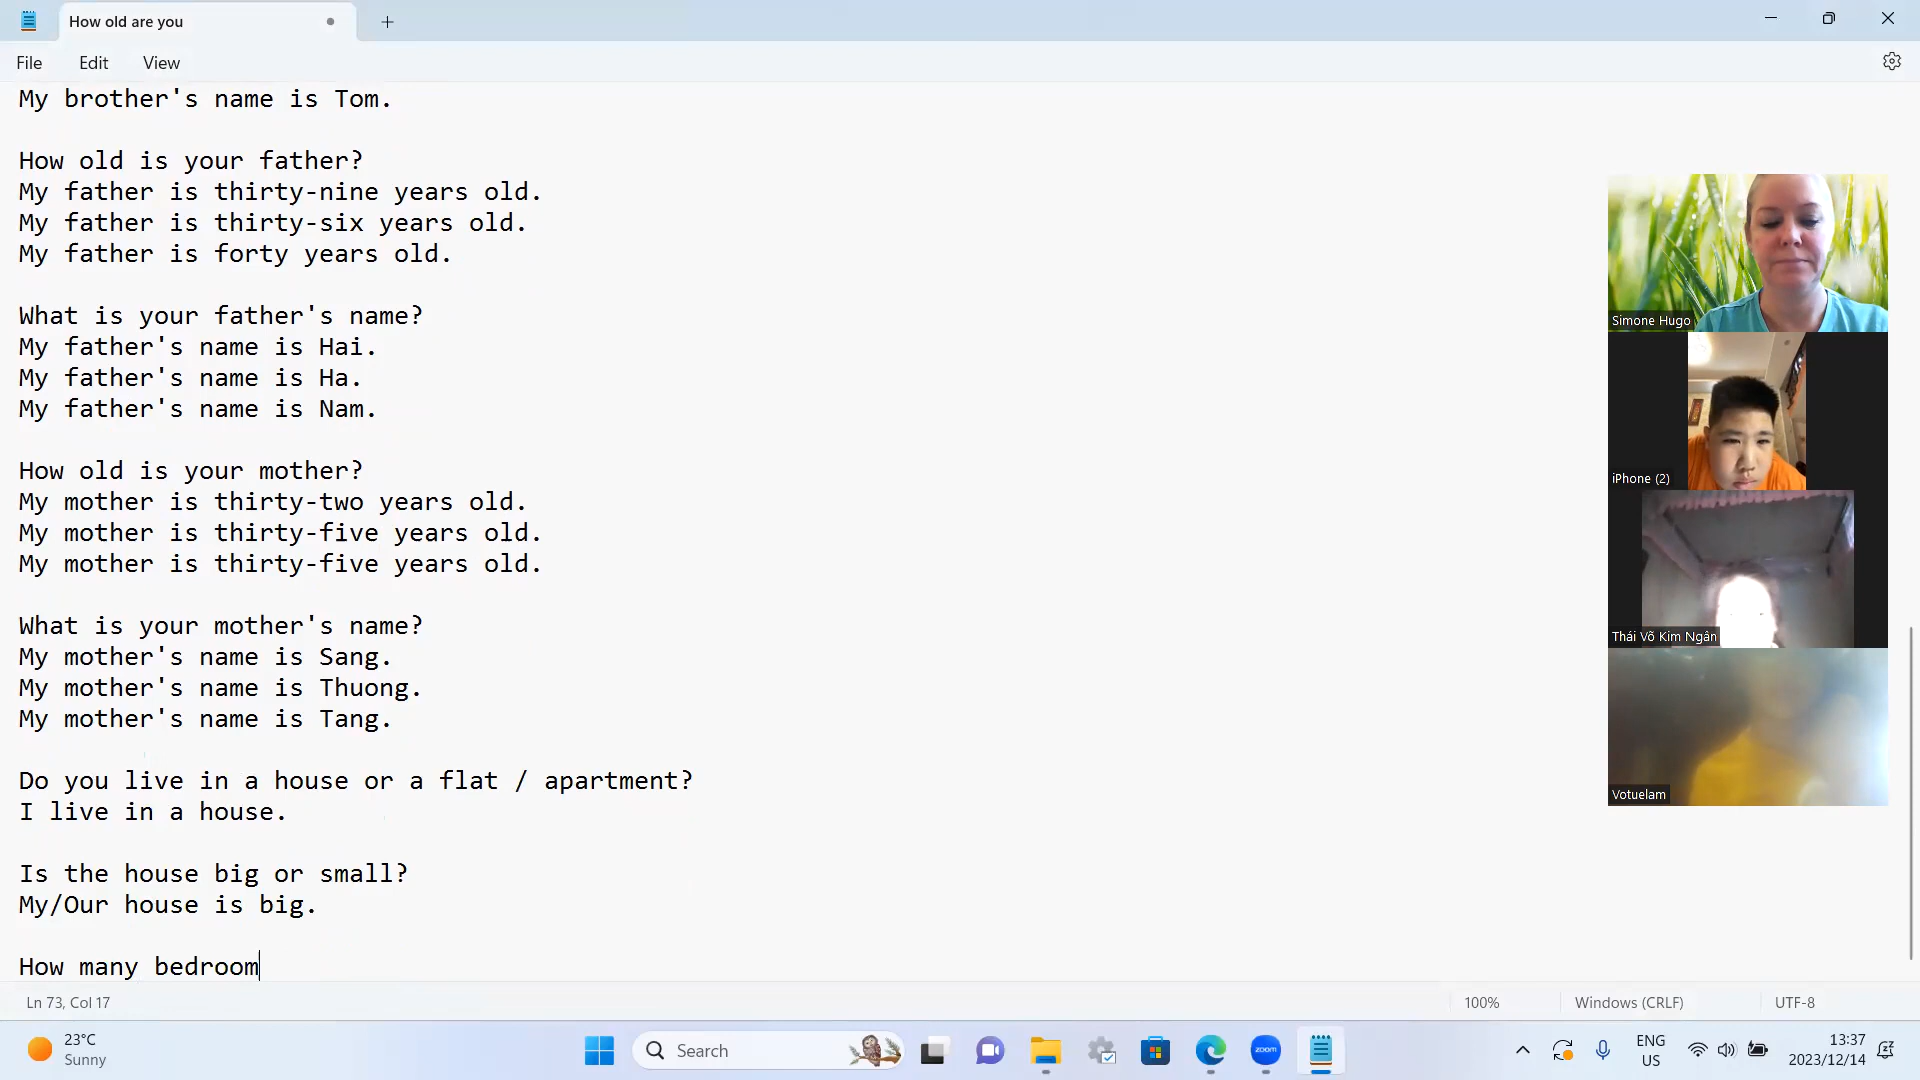 How old are you
File Edit View
My brother's name is Tom.
How old is your father?
My father is thirty-nine years old.
My father is thirty-six years old.
My father is forty years old.
What is your father's name?
My father's name is Hai.
My father's name is Ha.
My father's name is Nam.
How old is your mother?
My mother is thirty-two years old.
My mother is thirty-five years old.
My mother is thirty-five years old.
What is your mother's name?
My mother's name is Sang.
My mother's name is Thuong.
My mother's name is Tang.
Do you live in a house or a flat / apartment?
I live in a house.
Is the house big or small?
My/Our house is big.
How many bedroom
Simone Hugo
iPhone (2)
Thái Võ Kim Ngân
Votuelam
Ln 73, Col 17
100%
Windows (CRLF)
UTF-8
23°C
Sunny
Search
zoom
ENG
US
13:37
2023/12/14